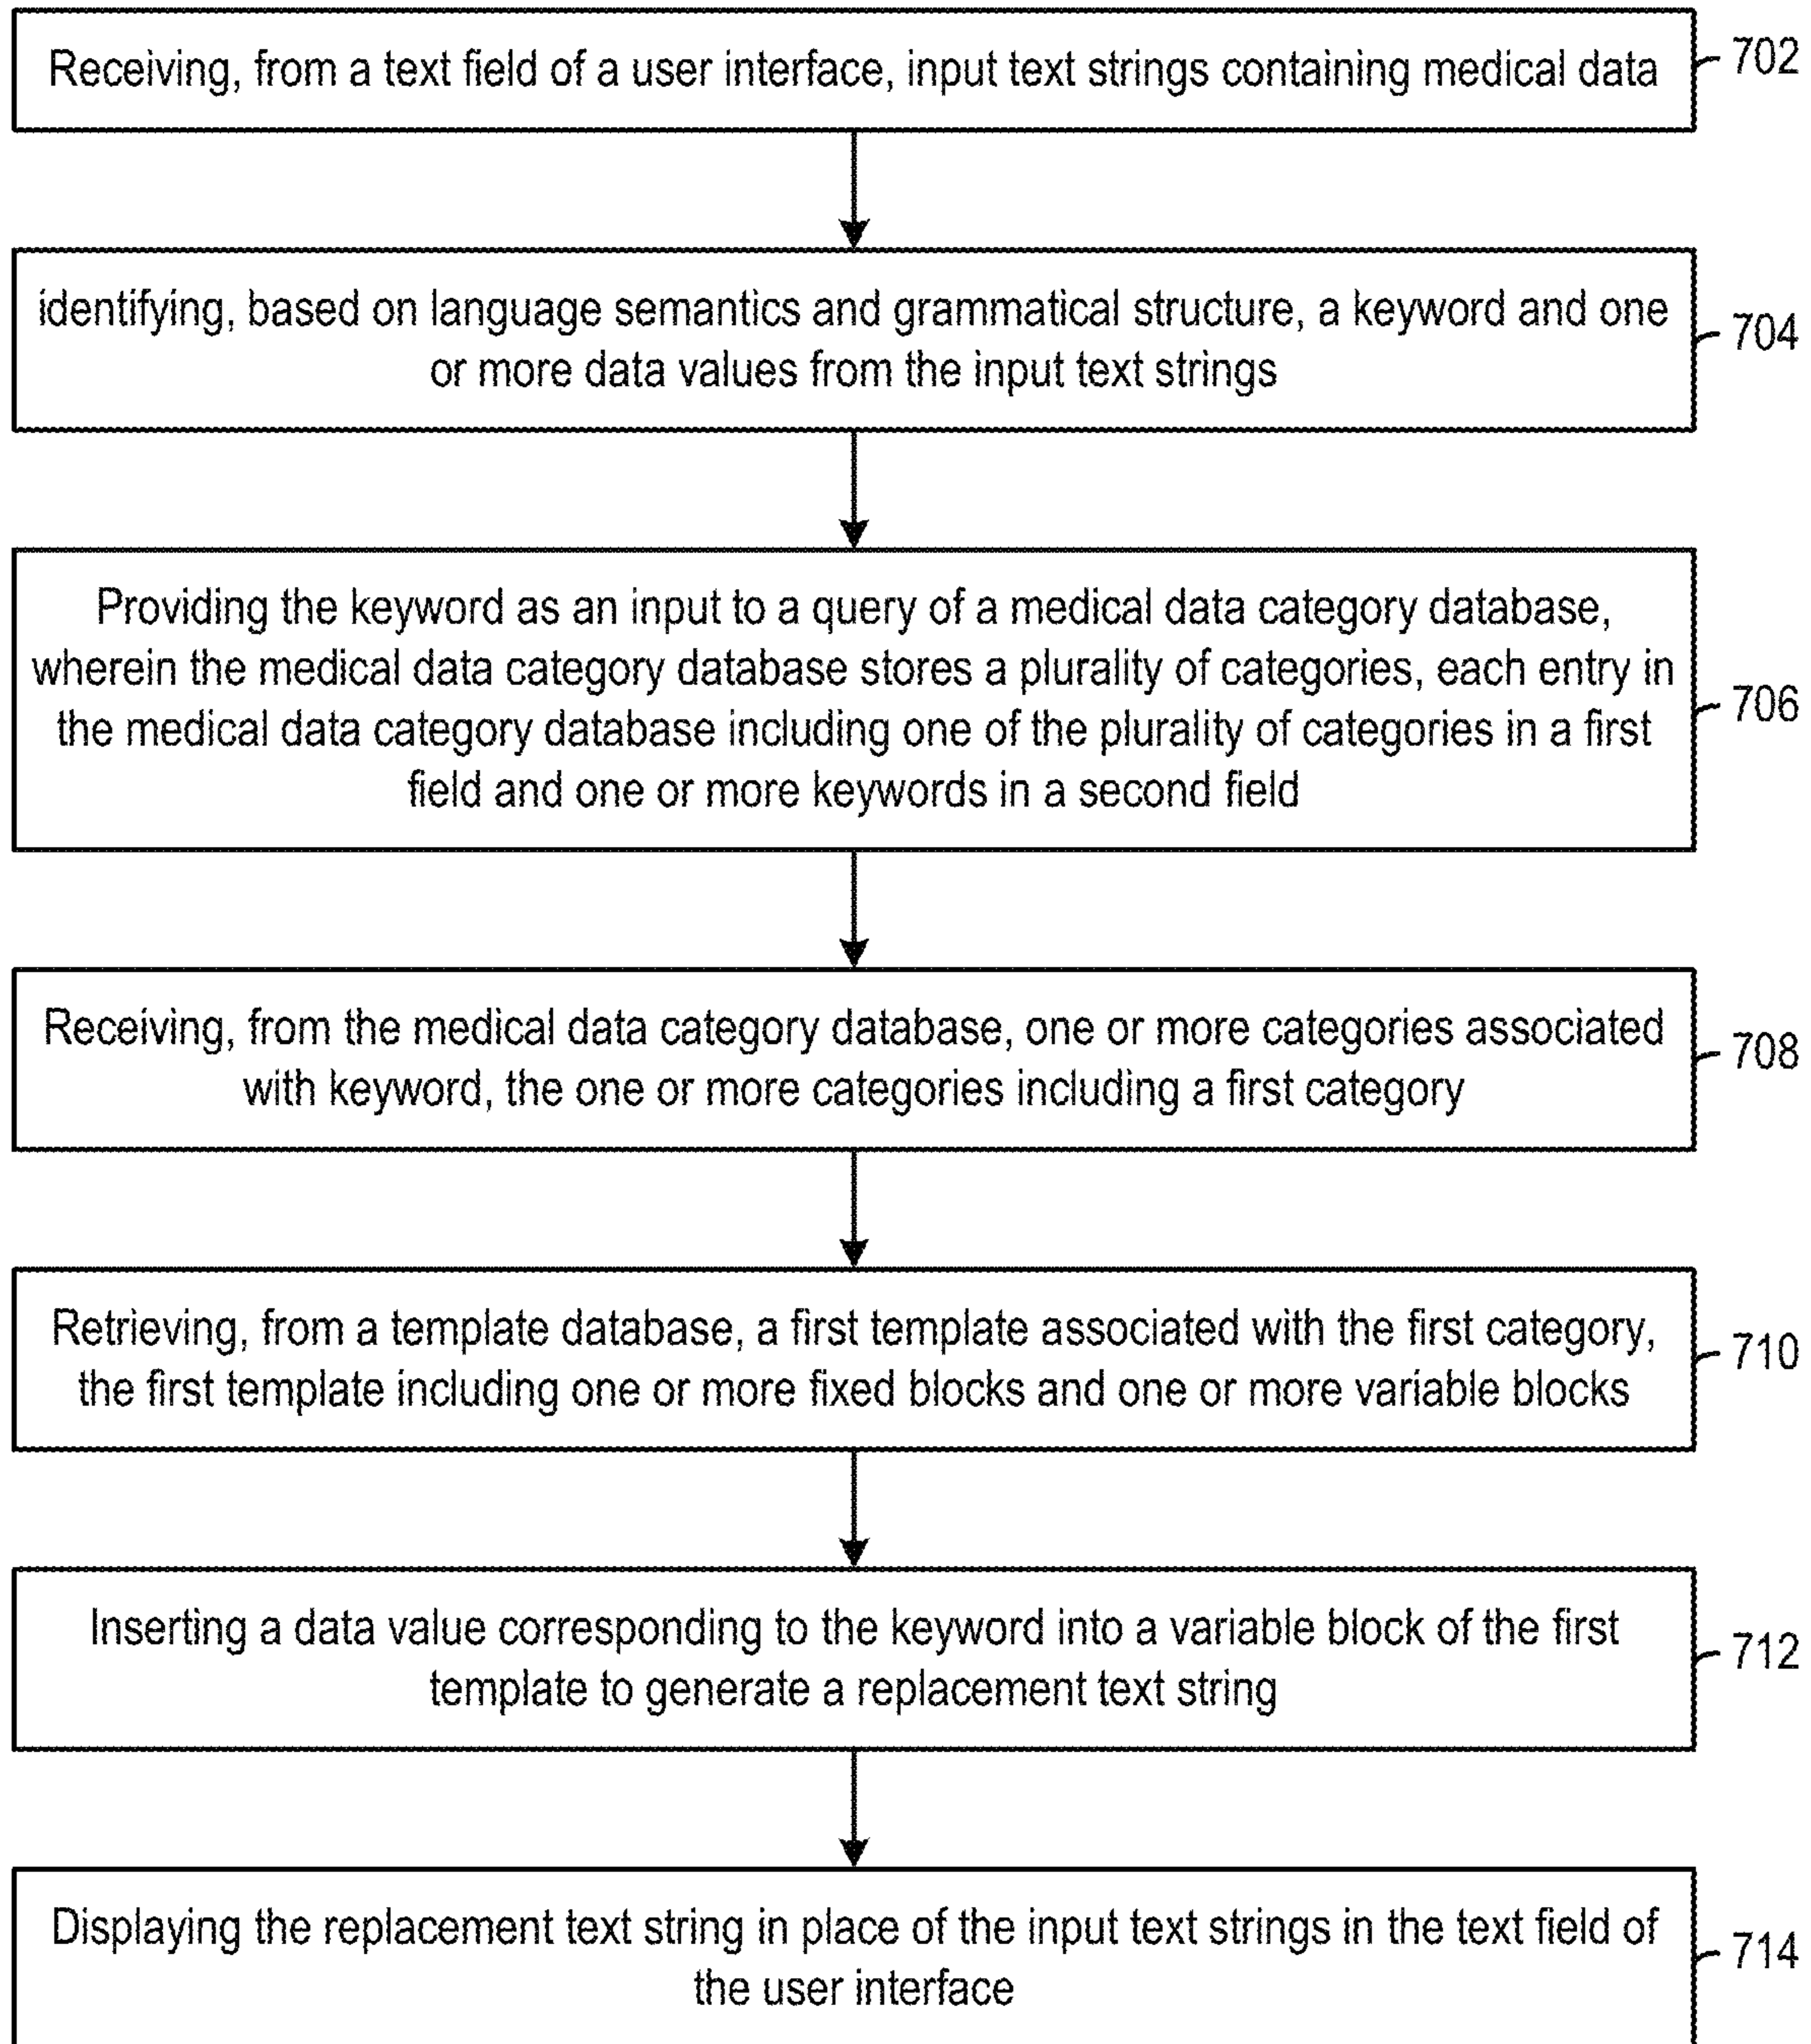 Receiving, from a text field of a user interface, input text strings containing medical data
702
identifying, based on language semantics and grammatical structure, a keyword and one
or more data values from the input text strings
704
Providing the keyword as an input to a query of a medical data category database,
wherein the medical data category database stores a plurality of categories, each entry in
the medical data category database including one of the plurality of categories in a first
field and one or more keywords in a second field
706
Receiving, from the medical data category database, one or more categories associated
with keyword, the one or more categories including a first category
708
Retrieving, from a template database, a first template associated with the first category,
the first template including one or more fixed blocks and one or more variable blocks
710
Inserting a data value corresponding to the keyword into a variable block of the first
template to generate a replacement text string
712
Displaying the replacement text string in place of the input text strings in the text field of
the user interface
714